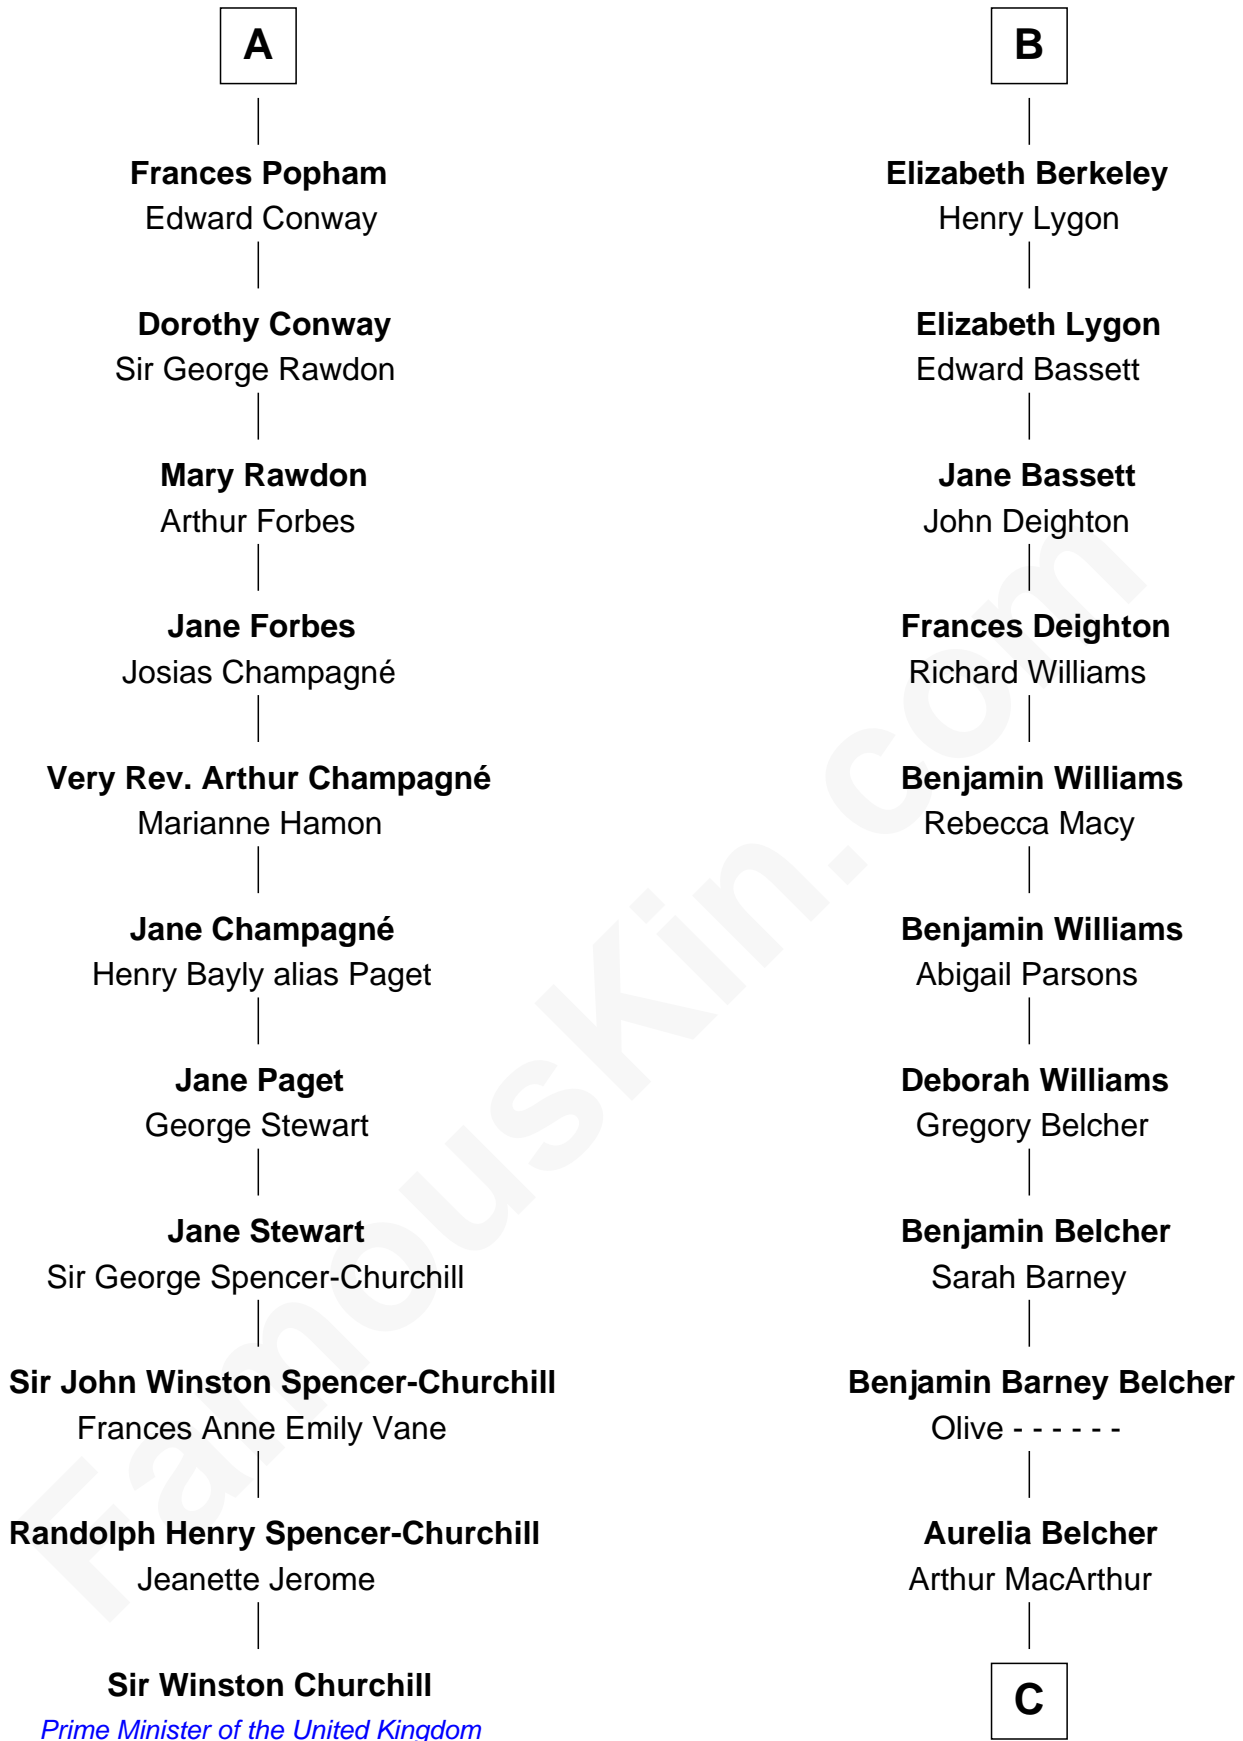 A
Frances Popham
Edward Conway
Dorothy Conway
Sir George Rawdon
Mary Rawdon
Arthur Forbes
Jane Forbes
Josias Champagné
Very Rev. Arthur Champagné
Marianne Hamon
Jane Champagné
Henry Bayly alias Paget
Jane Paget
George Stewart
Jane Stewart
Sir George Spencer-Churchill
Sir John Winston Spencer-Churchill
Frances Anne Emily Vane
Randolph Henry Spencer-Churchill
Jeanette Jerome
Sir Winston Churchill
Prime Minister of the United Kingdom
B
Elizabeth Berkeley
Henry Lygon
Elizabeth Lygon
Edward Bassett
Jane Bassett
John Deighton
Frances Deighton
Richard Williams
Benjamin Williams
Rebecca Macy
Benjamin Williams
Abigail Parsons
Deborah Williams
Gregory Belcher
Benjamin Belcher
Sarah Barney
Benjamin Barney Belcher
Olive - - - - - -
Aurelia Belcher
Arthur MacArthur
C
FamousKin.com